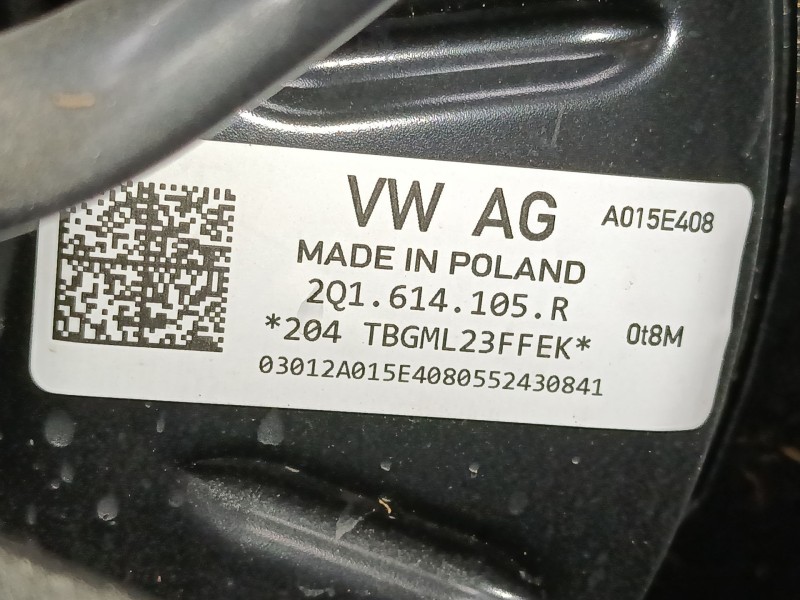 VW AG A015E408
MADE IN POLAND
2Q1.614.105.R
*204 TBGML23FFEK* 0t8M
03012A015E4080552430841